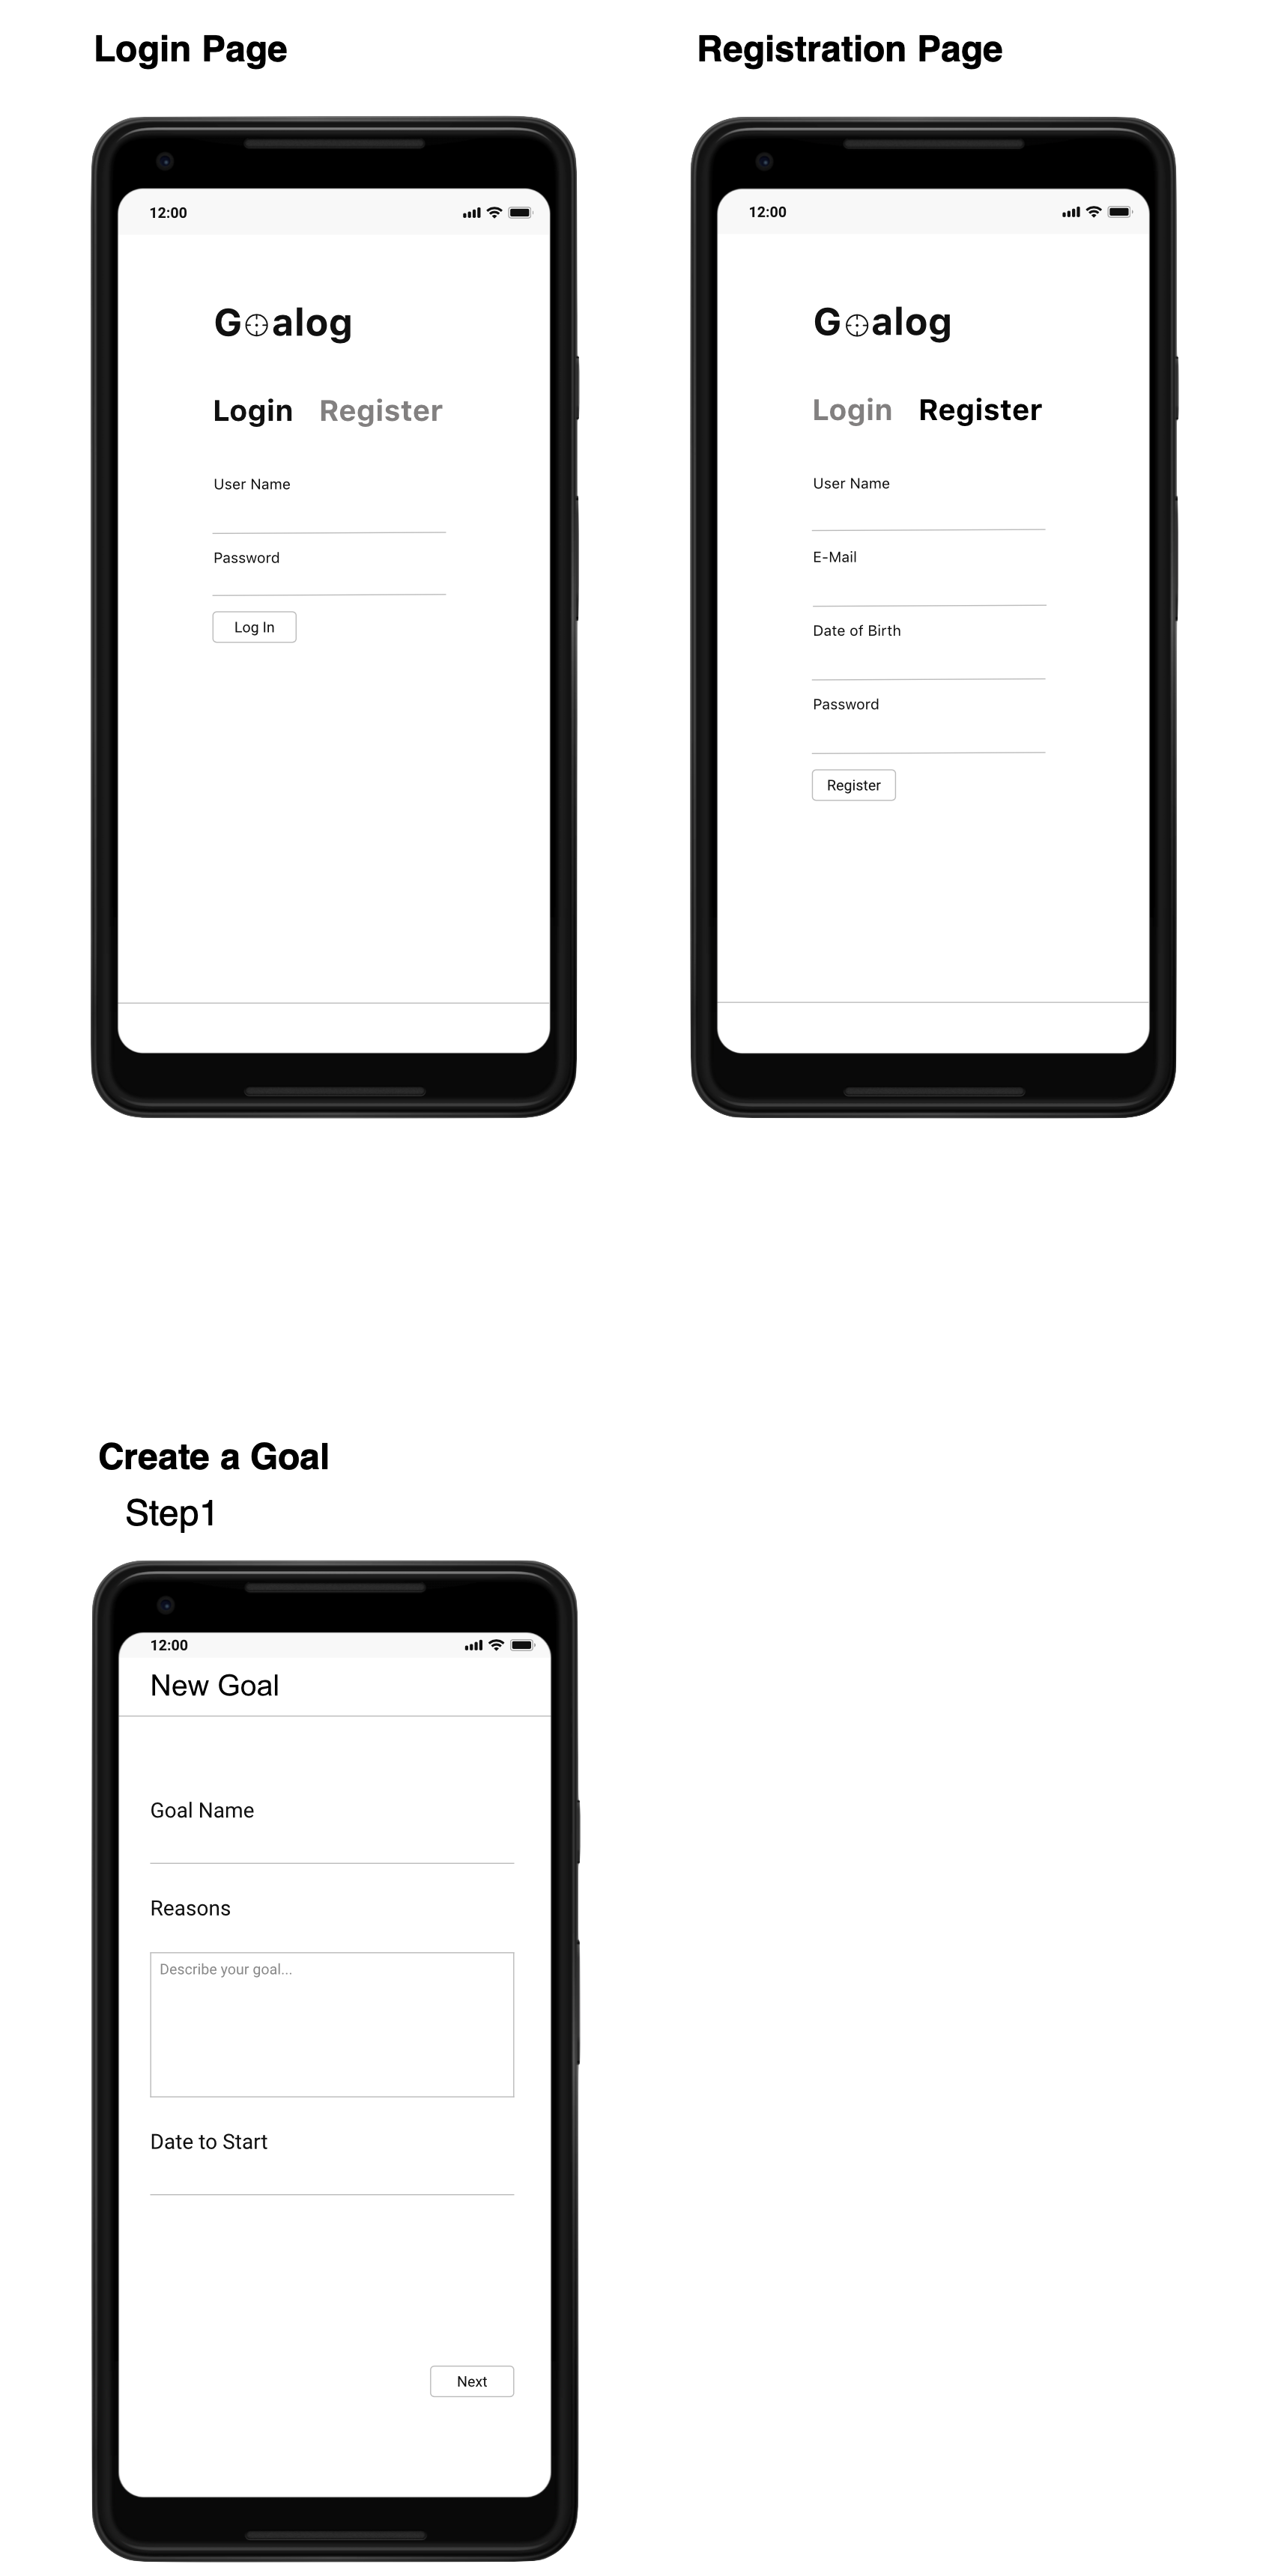 Login Page
Registration Page
12:00
Goalog
Login Register
User Name
Password
Log In
12:00
Goalog
Login Register
User Name
E-Mail
Date of Birth
Password
Register
Create a Goal
Step1
12:00
New Goal
Goal Name
Reasons
Describe your goal...
Date to Start
Next